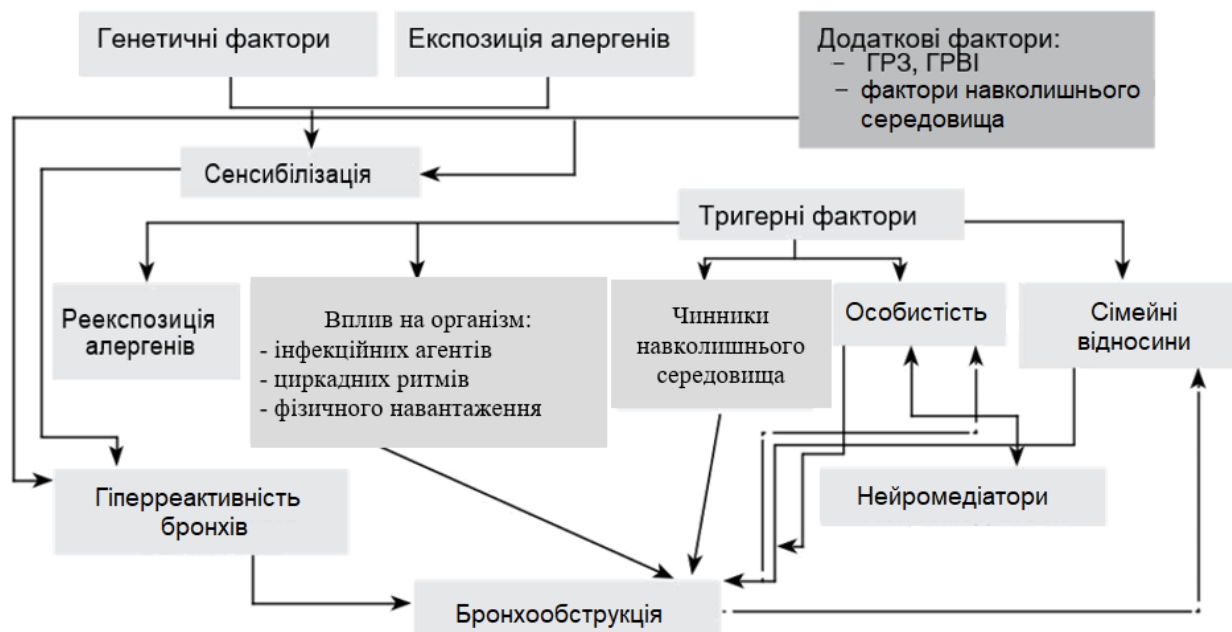 Генетичні фактори
Експозиція алергенів
Додаткові фактори:
– ГРЗ, ГРВІ
– фактори навколишнього
середовища
Сенсибілізація
Тригерні фактори
Реекспозиція
алергенів
Вплив на організм:
- інфекційних агентів
- циркадних ритмів
- фізичного навантаження
Чинники
навколишнього
середовища
Особистість
Сімейні
відносини
Гіперреактивність
бронхів
Нейромедіатори
Бронхообструкція